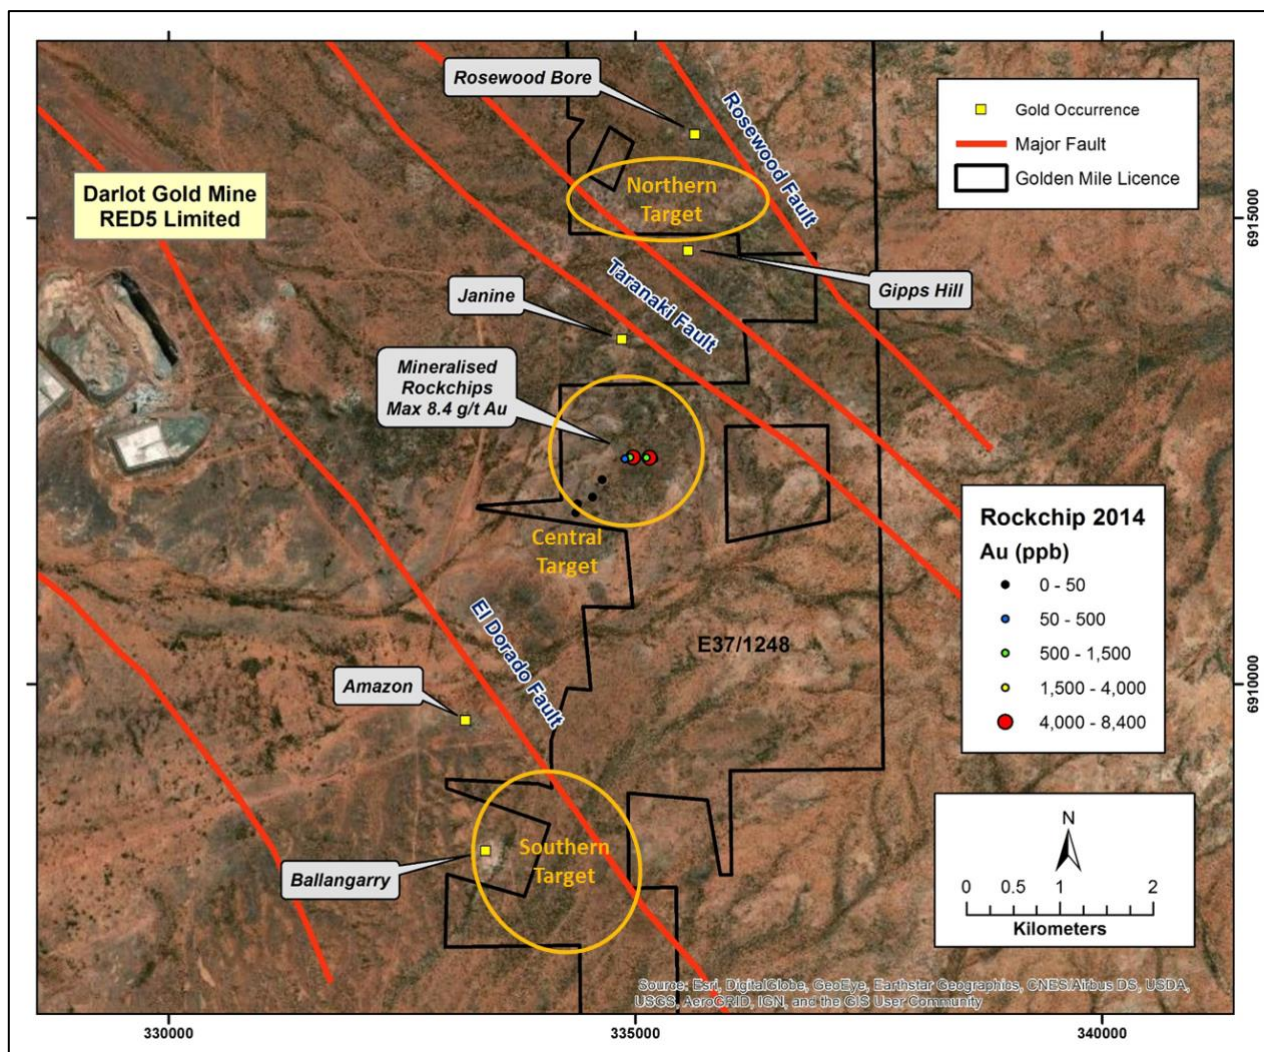 Rosewood Bore
Rosewood Fault
Gold Occurrence
Major Fault
Golden Mile Licence
Darlot Gold Mine
RED5 Limited
Northern
Target
6915000
Taranaki Fault
Gipps Hill
Janine
Mineralised
Rockchips
Max 8.4 g/t Au
Central
Target
Rockchip 2014
Au (ppb)
0 - 50
50 - 500
500 - 1,500
1,500 - 4,000
4,000 - 8,400
El Dorado Fault
E37/1248
6910000
Amazon
Southern
Target
Ballangarry
N
0 0.5 1 2
Kilometers
Source: Esri, DigitalGlobe, GeoEye, Earthstar Geographics, CNES/Airbus DS, USDA,
USGS, AeroGRID, IGN, and the GIS User Community
330000 335000 340000